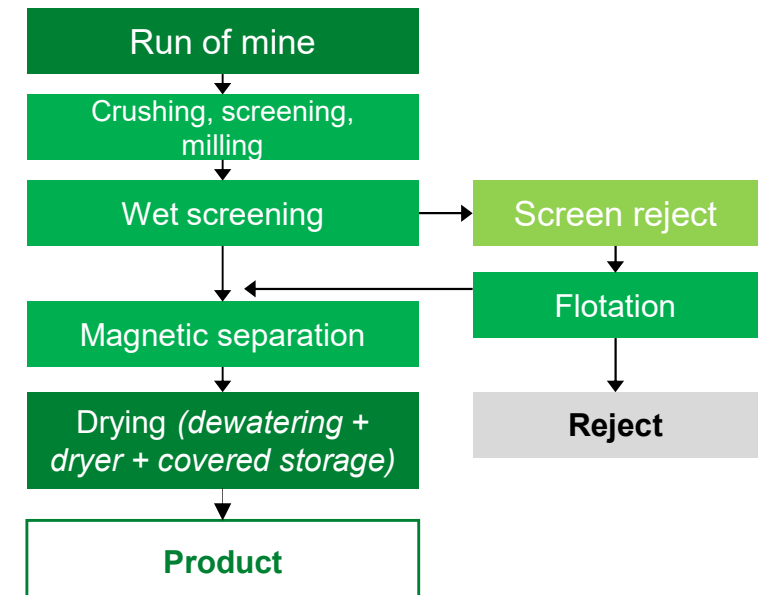 Run of mine
Crushing, screening,
milling
Wet screening
Screen reject
Flotation
Magnetic separation
Drying (dewatering +
dryer + covered storage)
Reject
Product